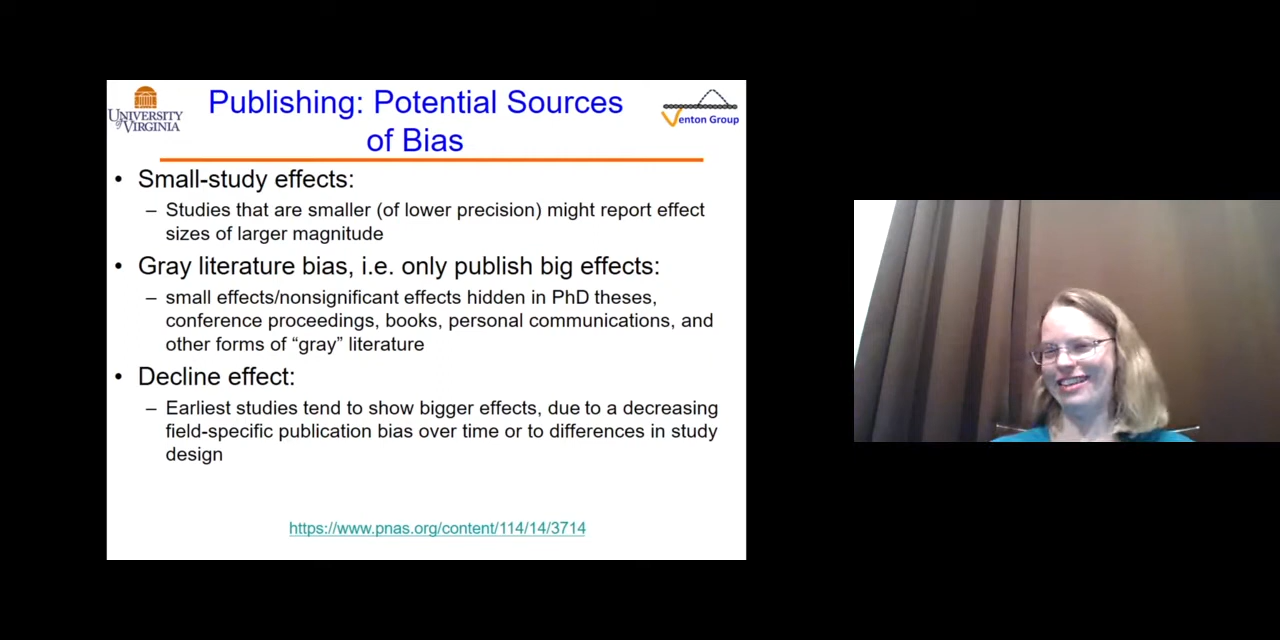 UNIVERSITY
of VIRGINIA
Publishing: Potential Sources
of Bias
Venton Group
• Small-study effects:
– Studies that are smaller (of lower precision) might report effect
sizes of larger magnitude
• Gray literature bias, i.e. only publish big effects:
– small effects/nonsignificant effects hidden in PhD theses,
conference proceedings, books, personal communications, and
other forms of “gray” literature
• Decline effect:
– Earliest studies tend to show bigger effects, due to a decreasing
field-specific publication bias over time or to differences in study
design
https://www.pnas.org/content/114/14/3714